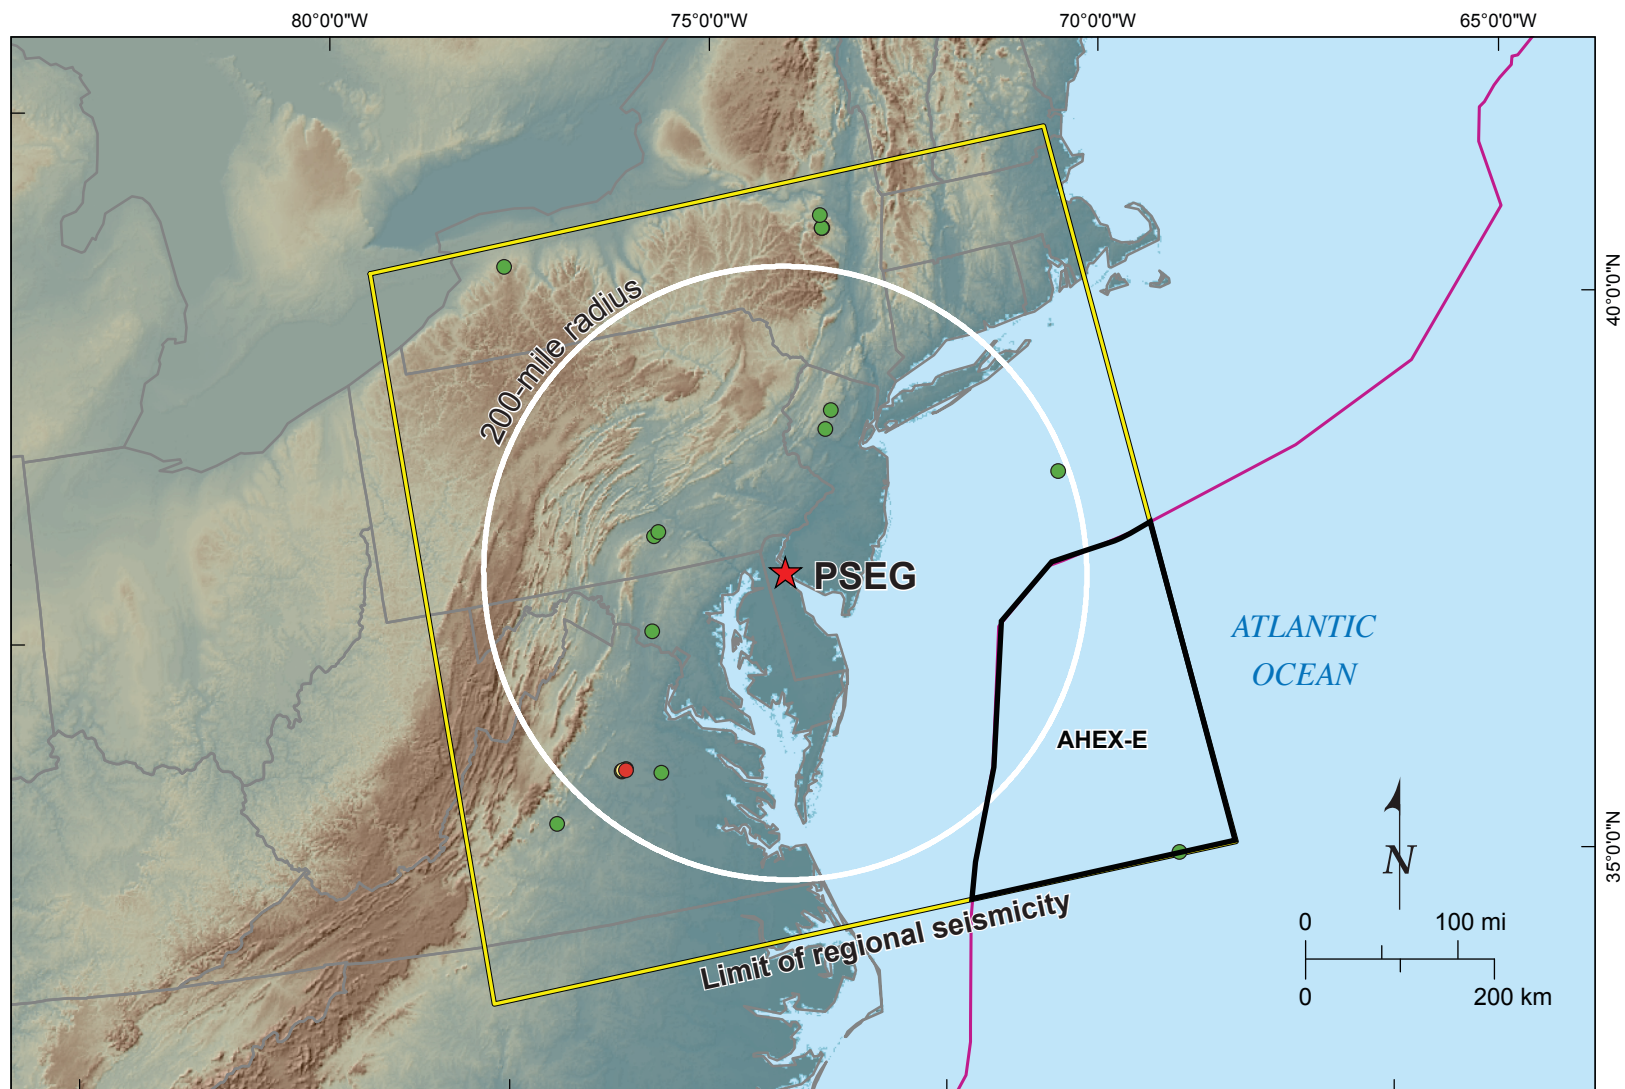 80°0'0"W
75°0'0"W
70°0'0"W
65°0'0"W
40°0'0"N
200-mile radius
PSEG
ATLANTIC
OCEAN
AHEX-E
35°0'0"N
N
Limit of regional seismicity
0 100 mi
0 200 km